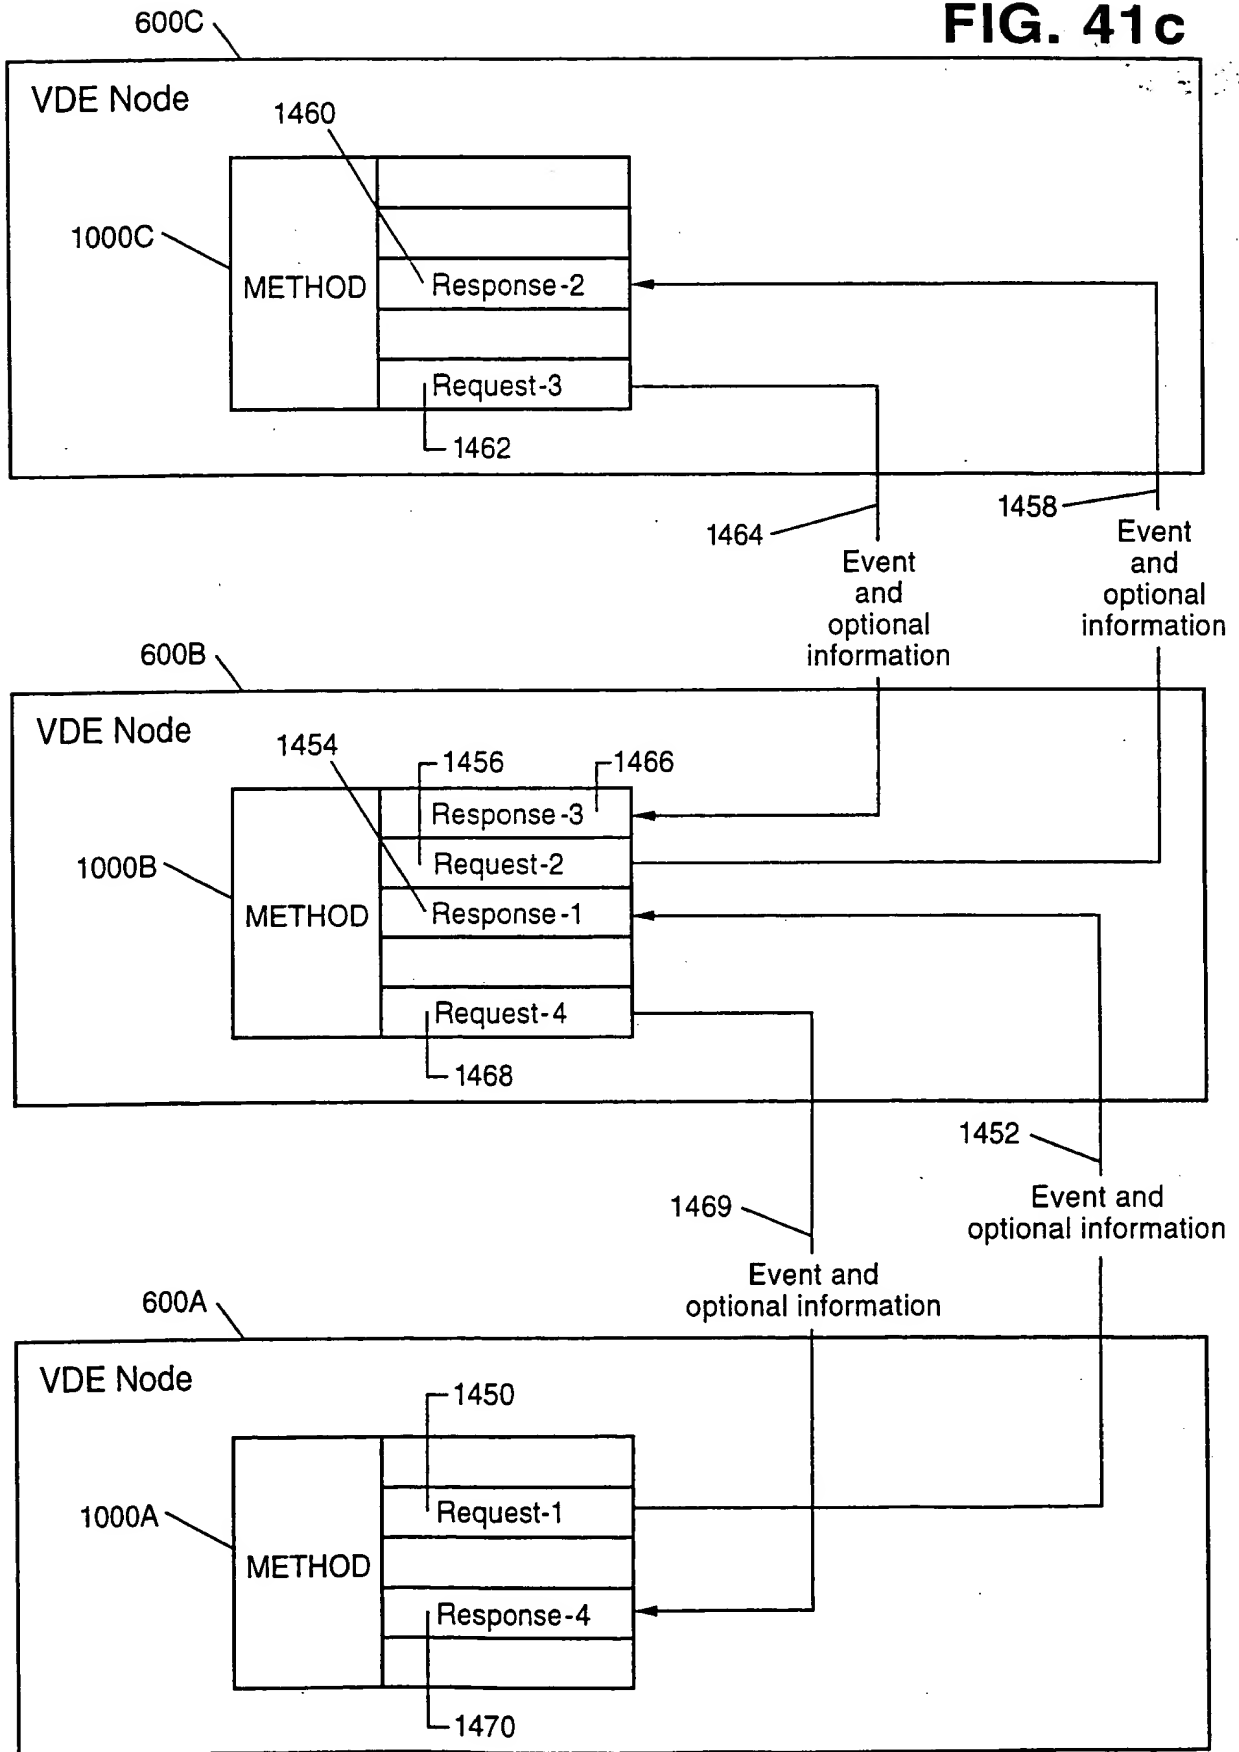 FIG. 41c
600C
VDE Node
1460
1000C
METHOD
Response-2
Request-3
1462
1464
1458
Event
and
optional
information
Event
and
optional
information
600B
VDE Node
1454
1456
1466
1000B
METHOD
Response-3
Request-2
Response-1
Request-4
1468
1452
Event and
optional information
1469
Event and
optional information
600A
VDE Node
1450
1000A
METHOD
Request-1
Response-4
1470